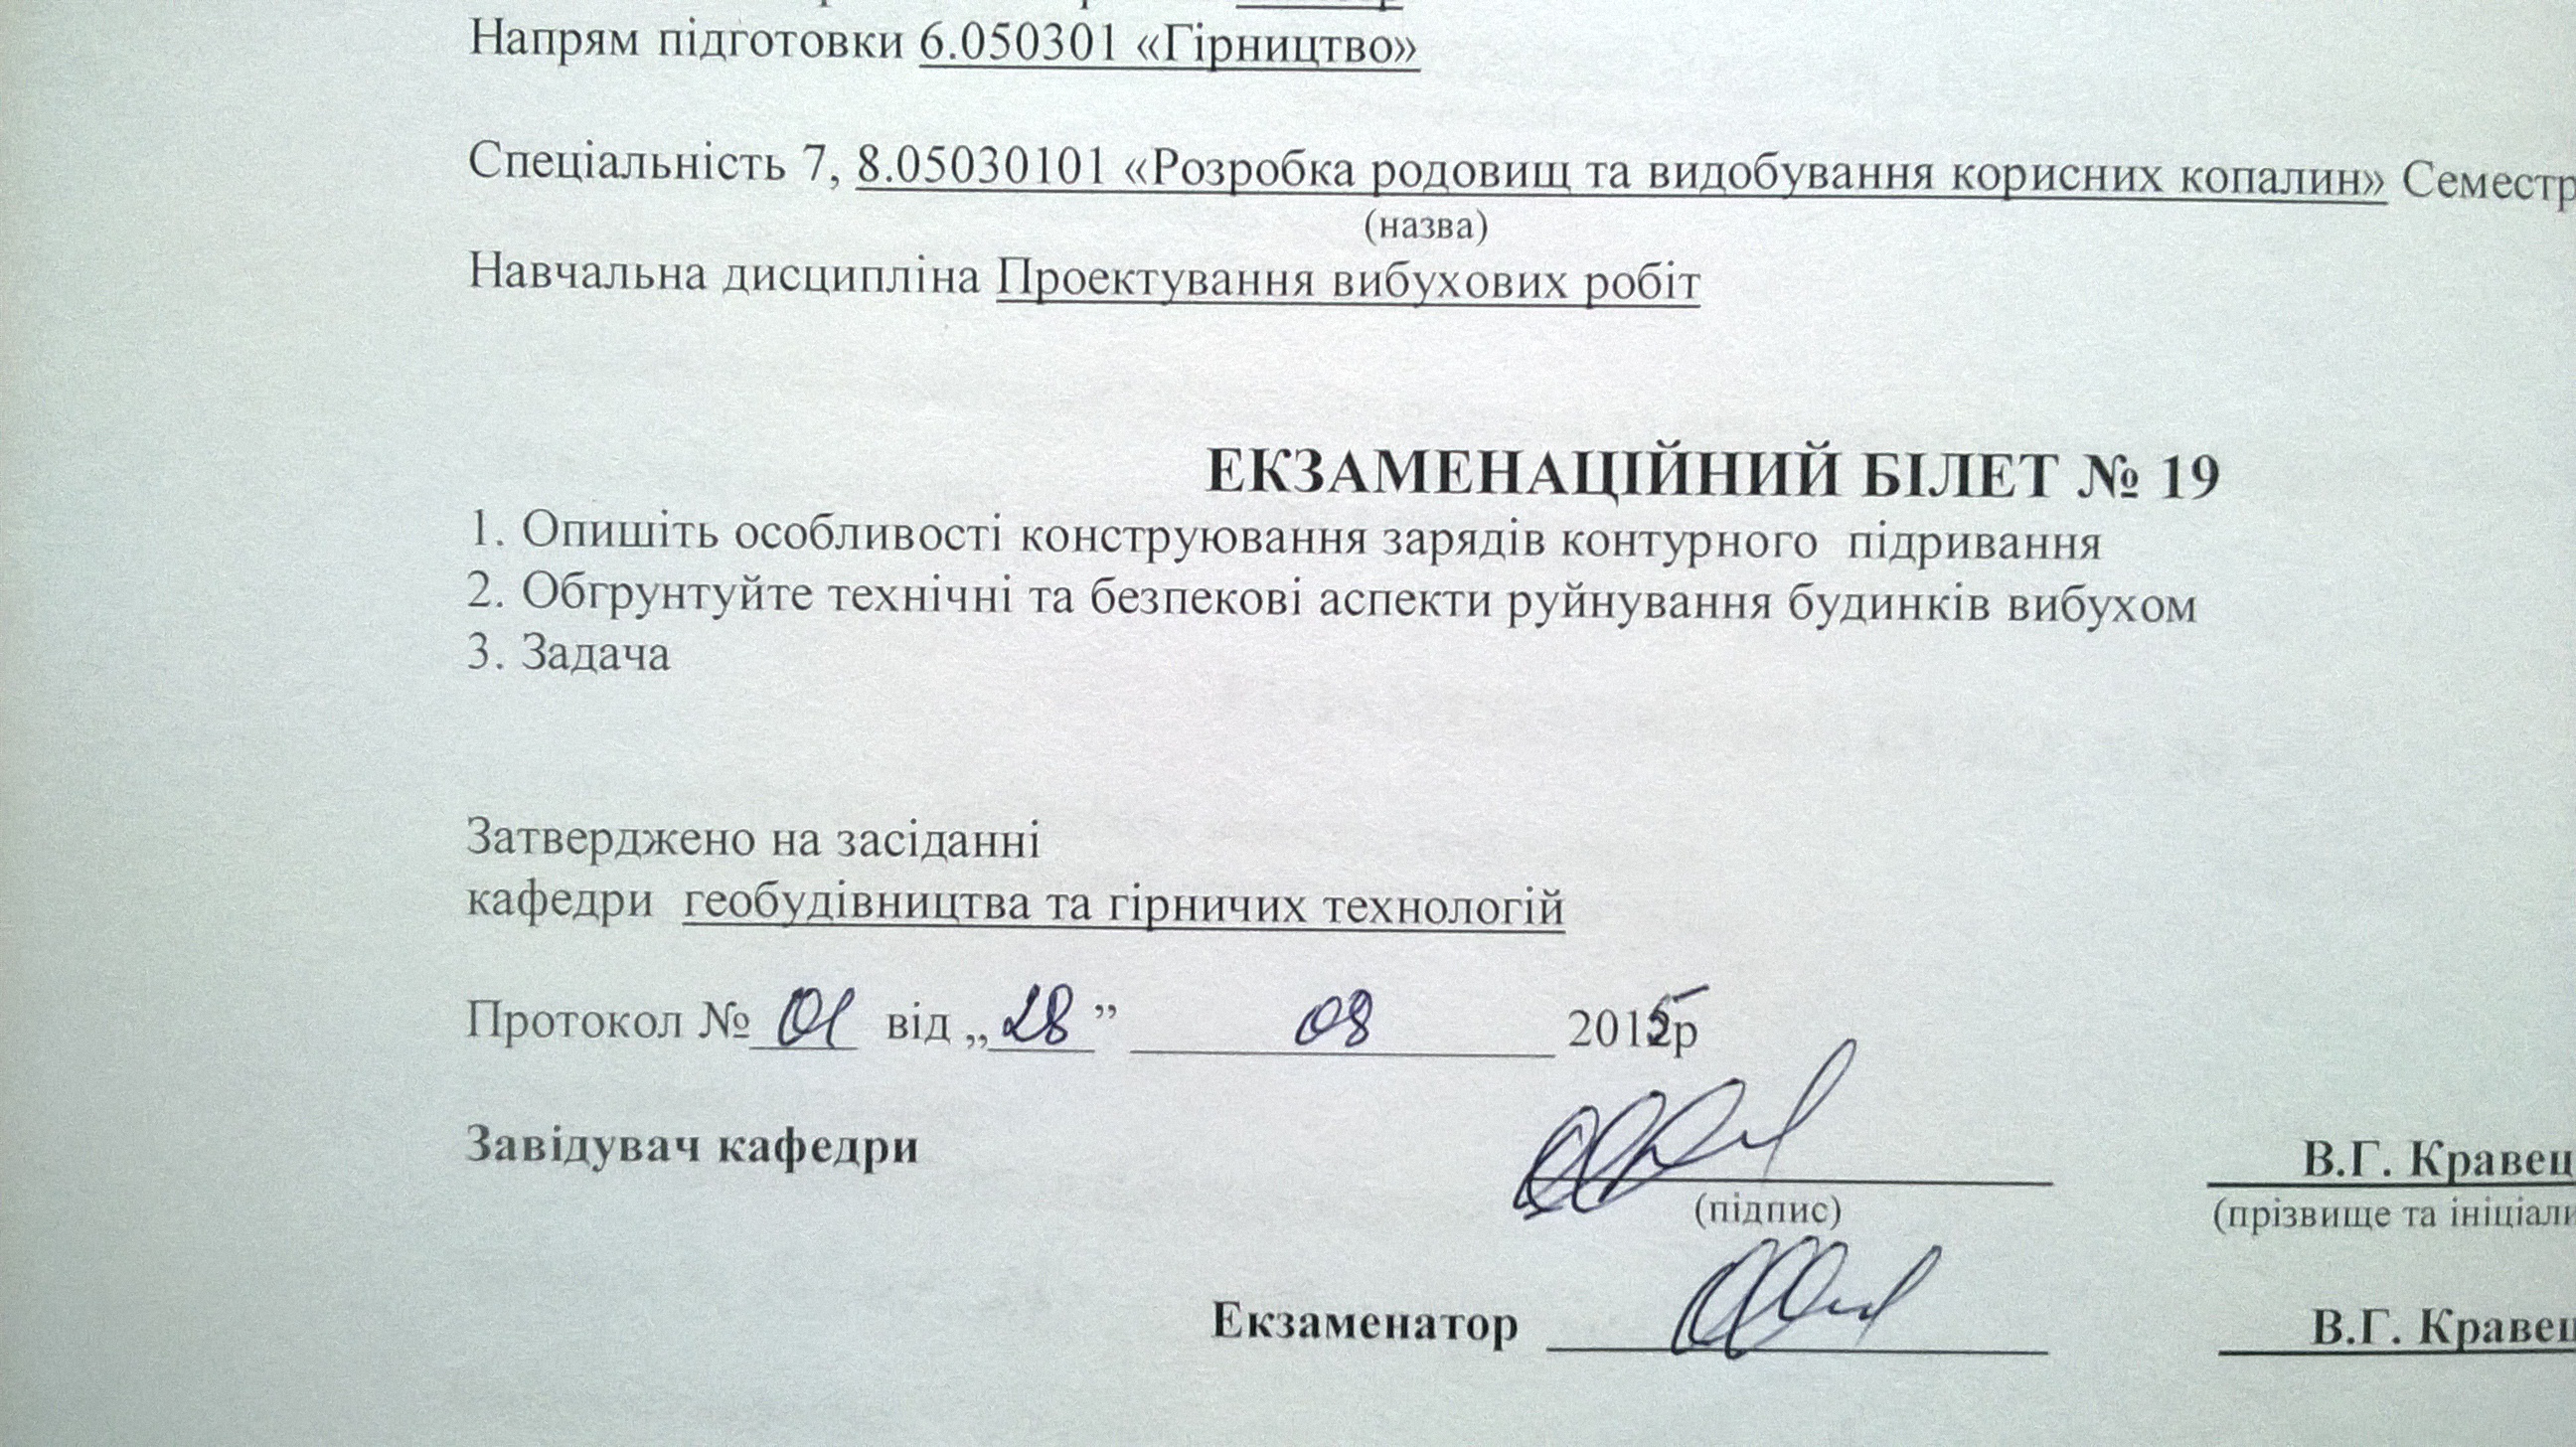 Напрям підготовки 6.050301 «Гірництво»
Спеціальність 7, 8.05030101 «Розробка родовищ та видобування корисних копалин» Семестр
(назва)
Навчальна дисципліна Проектування вибухових робіт
ЕКЗАМЕНАЦІЙНИЙ БІЛЕТ № 19
1. Опишіть особливості конструювання зарядів контурного підривання
2. Обгрунтуйте технічні та безпекові аспекти руйнування будинків вибухом
3. Задача
Затверджено на засіданні
кафедри геобудівництва та гірничих технологій
Протокол № 01 від „28” 08 2015р
Завідувач кафедри В.Г. Кравец
(підпис) (прізвище та ініціали
Екзаменатор В.Г. Кравец